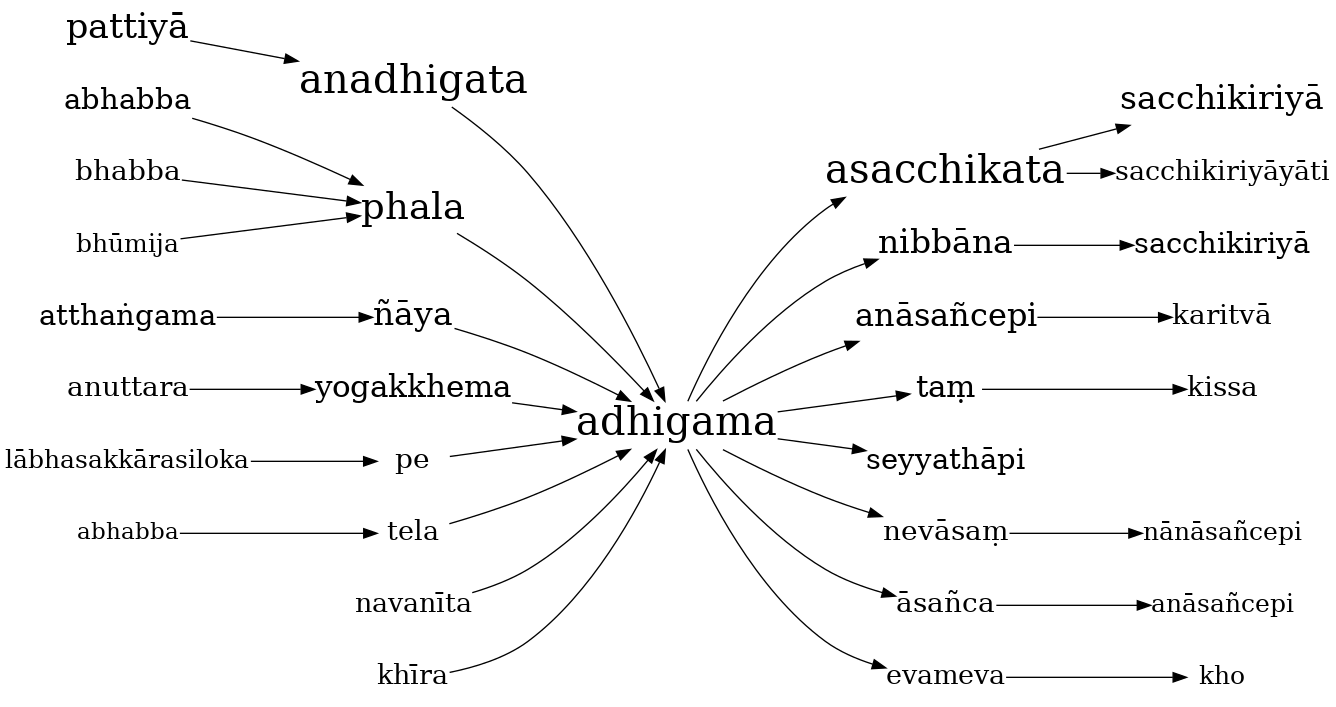 pattiyā
anadhigata
abhabba
sacchikiriyā
asacchikata
bhabba
sacchikiriyāyāti
phala
bhūmija
nibbāna
sacchikiriyā
atthaṅgama
ñāya
anāsañcepi
karitvā
anuttara
yogakkhema
taṃ
kissa
adhigama
lābhasakkārasiloka
pe
seyyathāpi
abhabba
tela
nevāsaṃ
nānāsañcepi
navanīta
āsañca
anāsañcepi
khīra
evameva
kho